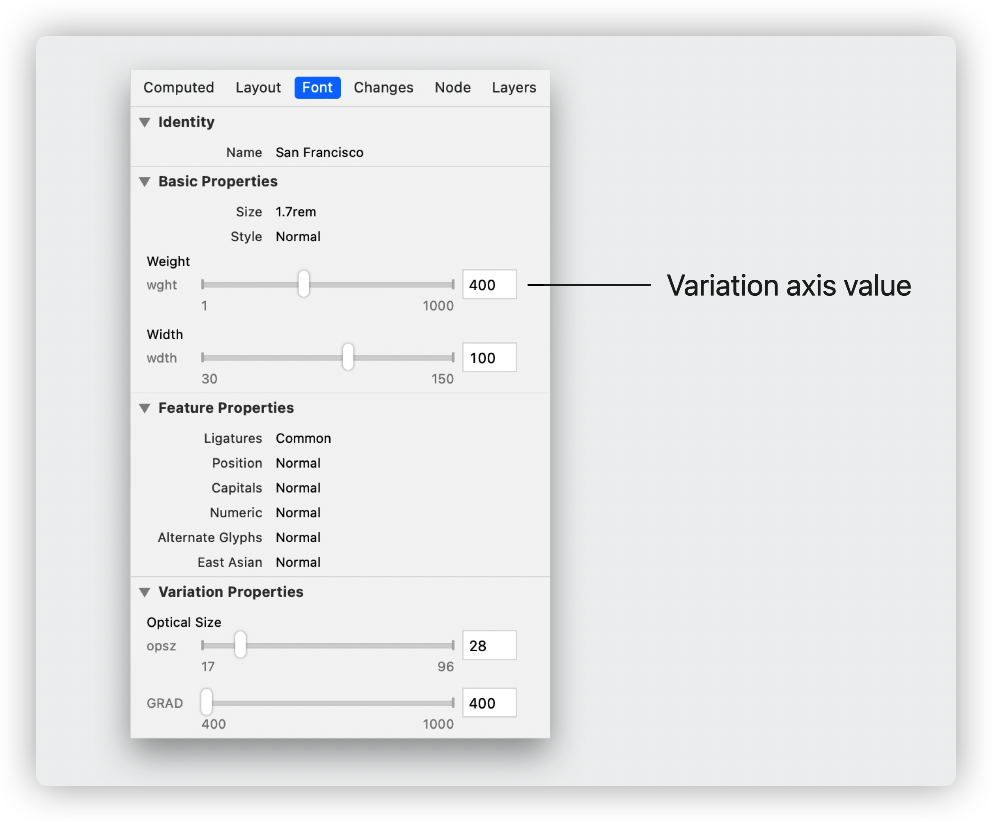 Computed Layout Font Changes Node Layers
Identity
Name San Francisco
Basic Properties
Size 1.7rem
Style Normal
Weight
wght 400 Variation axis value
1 1000
Width
wdth 100
30 150
Feature Properties
Ligatures Common
Position Normal
Capitals Normal
Numeric Normal
Alternate Glyphs Normal
East Asian Normal
Variation Properties
Optical Size
opsz 28
17 96
GRAD 400
400 1000